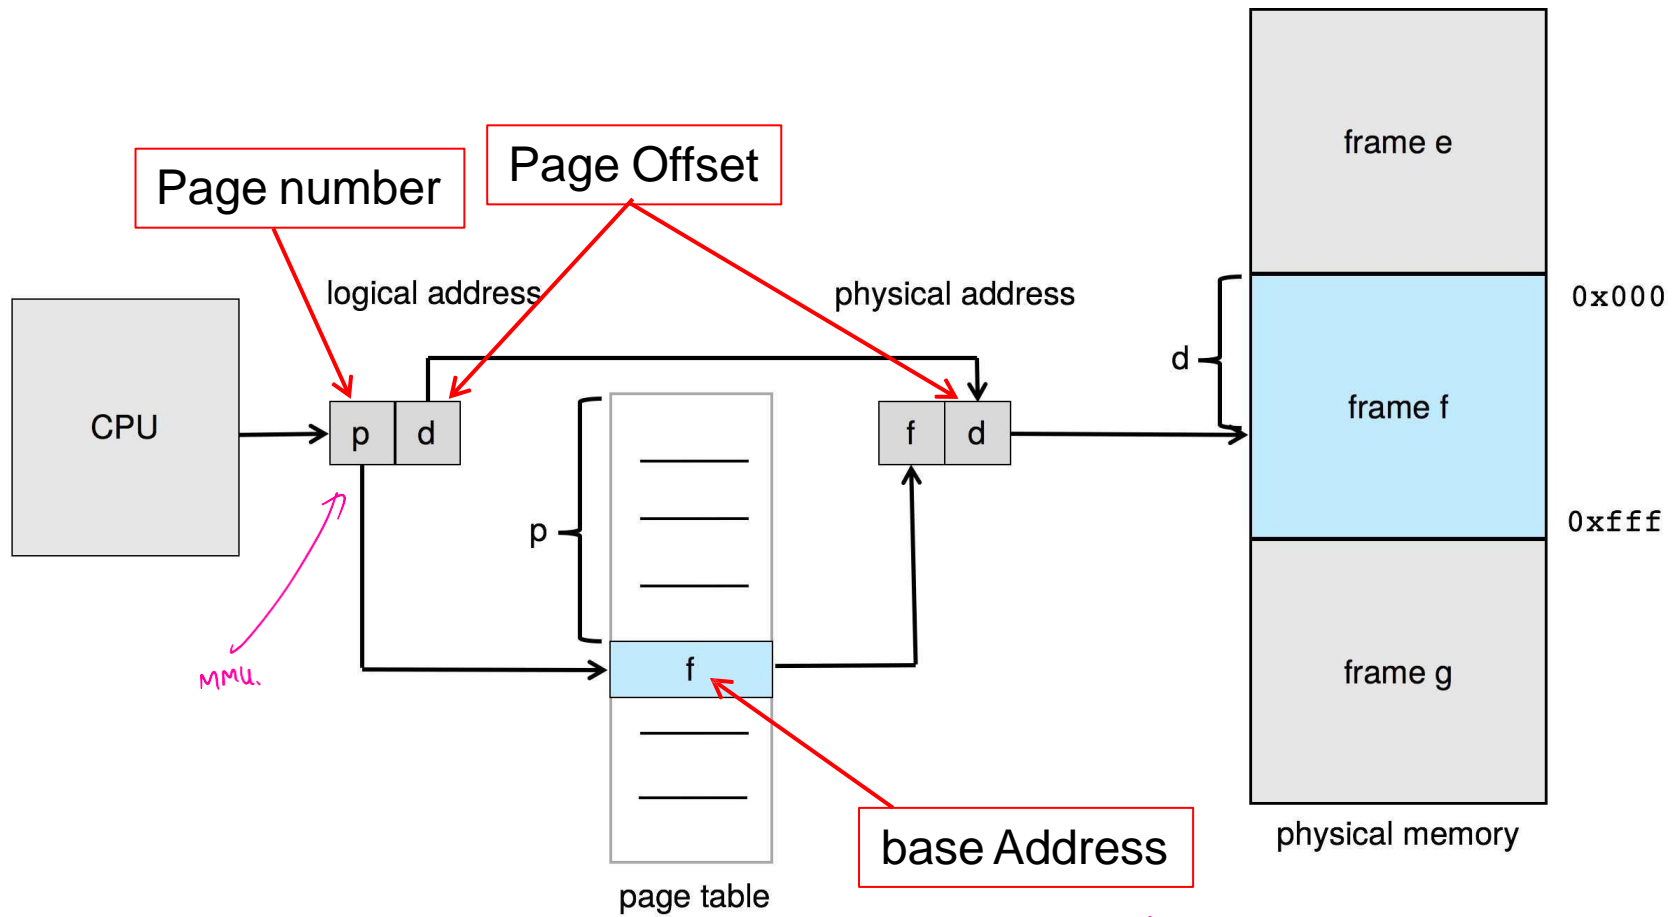 frame e
Page Offset
Page number
logical address
physical address
0x000
d
CPU
p d
f d
frame f
p
0xfff
MMU.
f
frame g
base Address
physical memory
page table